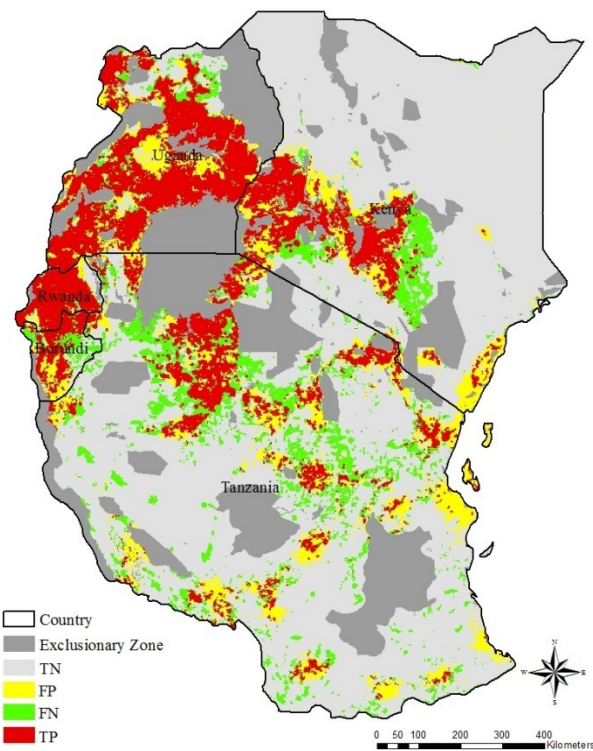 Uganda
Kenya
Rwanda
Burundi
Tanzania
Country
Exclusionary Zone
TN
FP
FN
TP
N
W
E
S
0 50 100 200 300 400
Kilometers